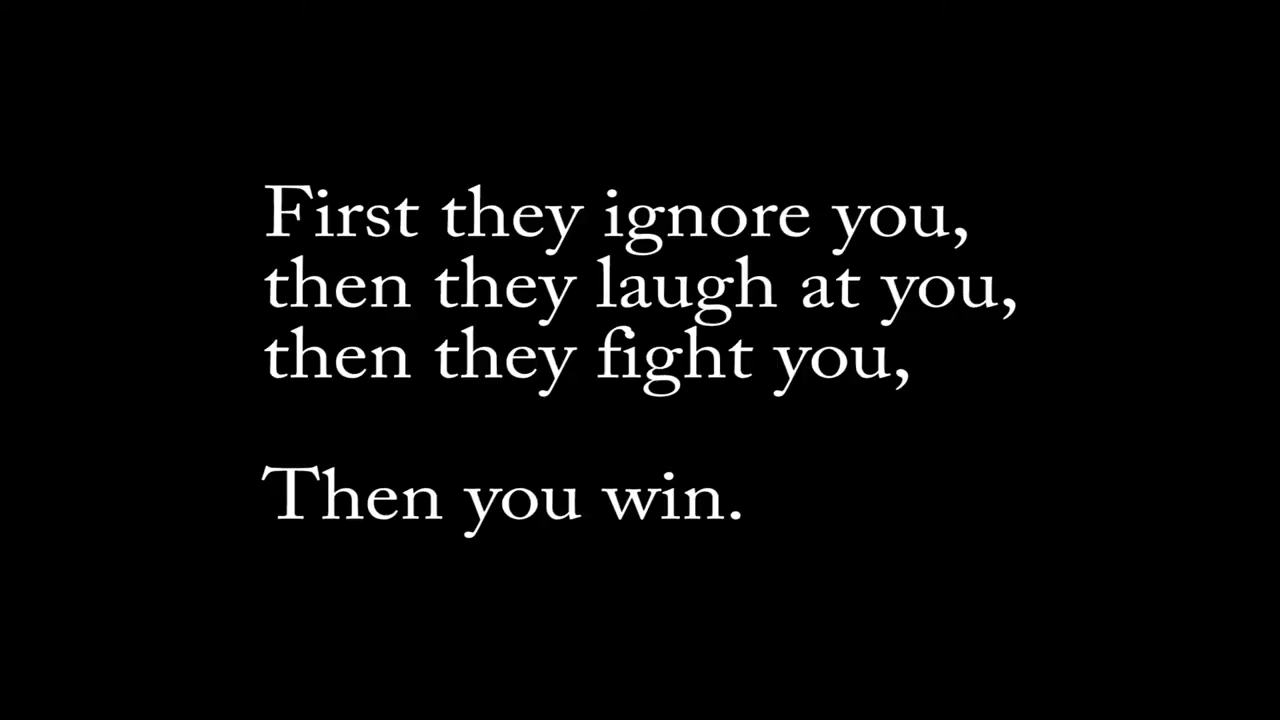 First they ignore you,
then they laugh at you,
then they fight you,
Then you win.